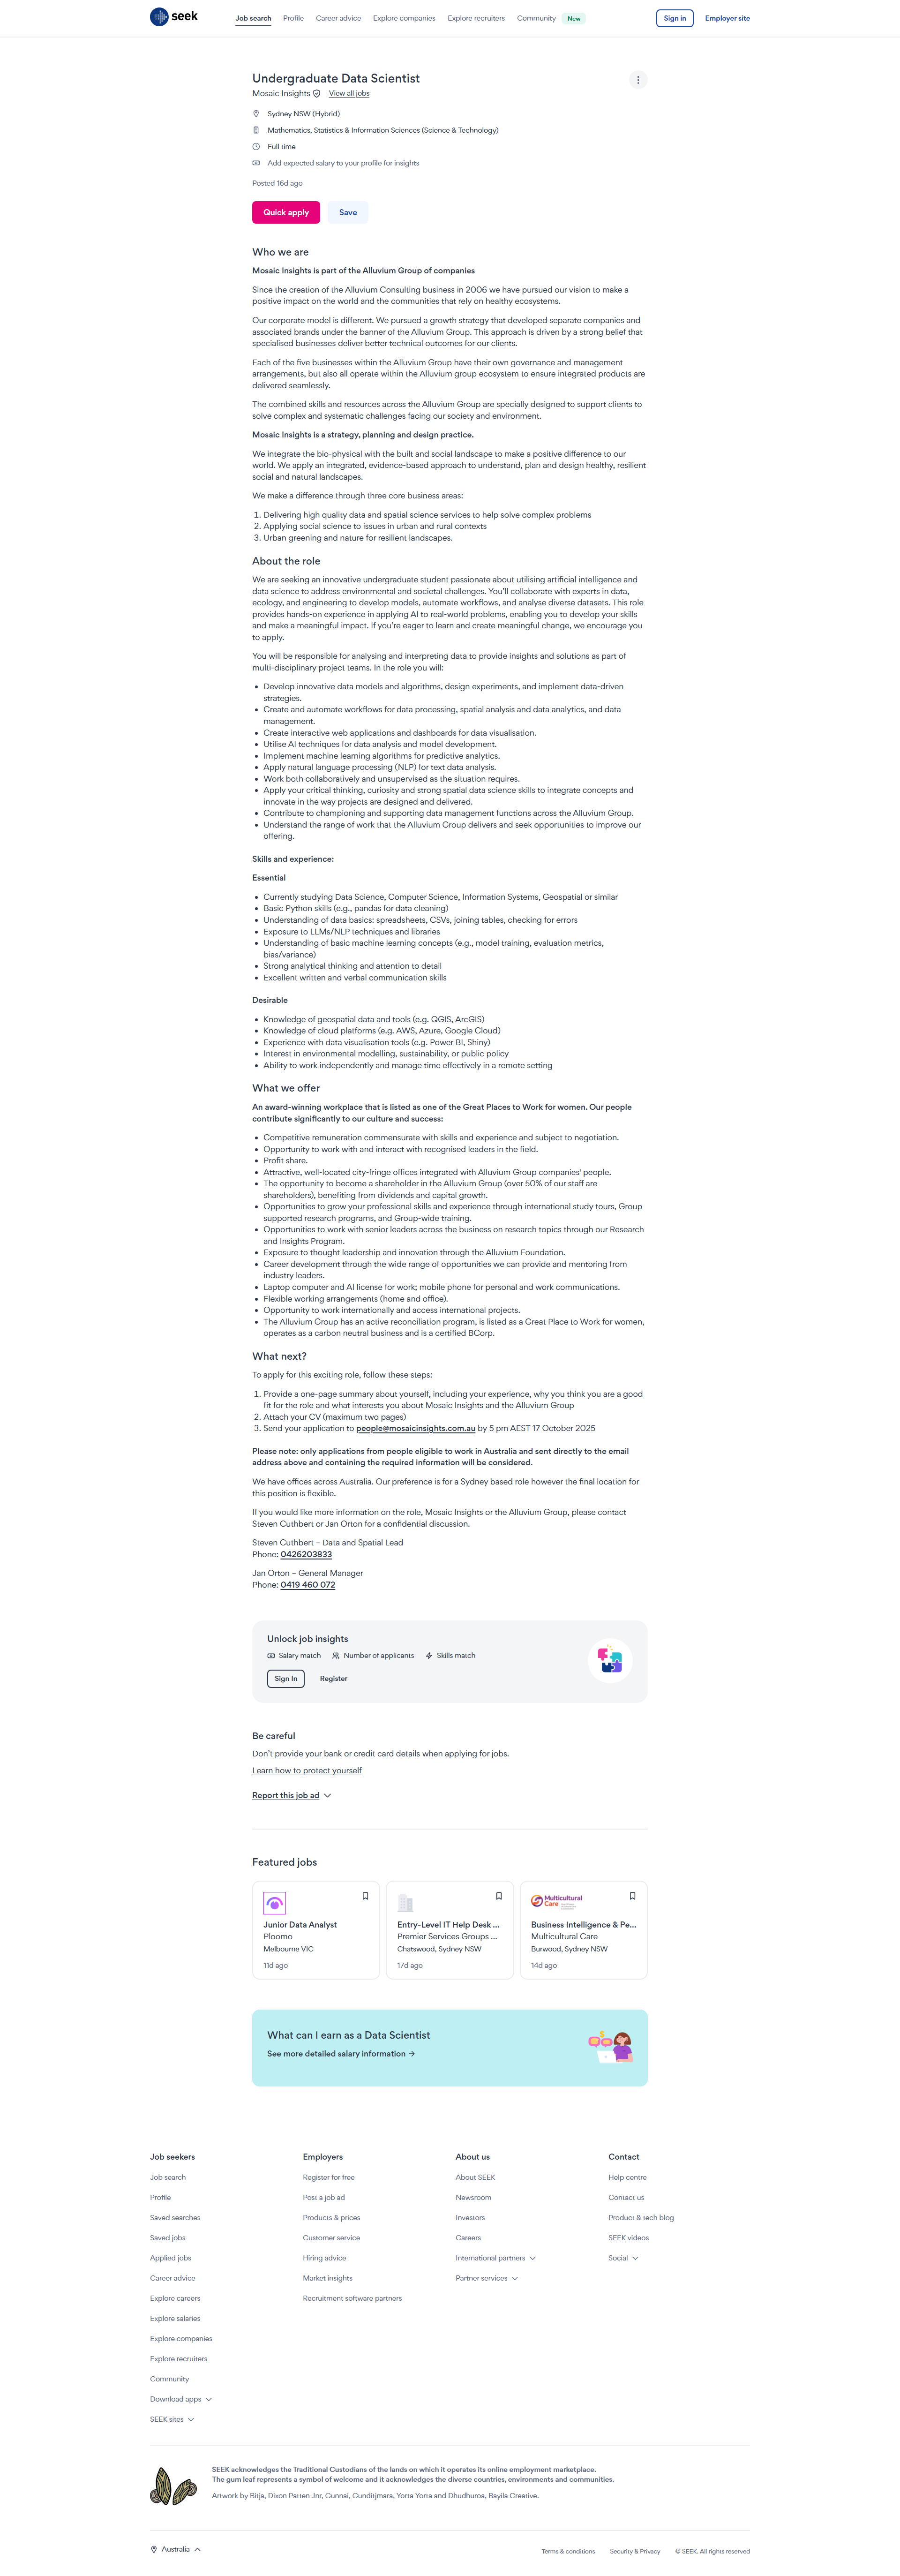 seek
Job search Profile Career advice Explore companies Explore recruiters Community New Sign in Employer site
Undergraduate Data Scientist
Mosaic Insights View all jobs
Sydney NSW (Hybrid)
Mathematics, Statistics & Information Sciences (Science & Technology)
Full time
Add expected salary to your profile for insights
Posted 16d ago
Quick apply Save
Who we are
Mosaic Insights is part of the Alluvium Group of companies
Since the creation of the Alluvium Consulting business in 2006 we have pursued our vision to make a
positive impact on the world and the communities that rely on healthy ecosystems.
Our corporate model is different. We pursued a growth strategy that developed separate companies and
associated brands under the banner of the Alluvium Group. This approach is driven by a strong belief that
specialised businesses deliver better technical outcomes for our clients.
Each of the five businesses within the Alluvium Group have their own governance and management
arrangements, but also all operate within the Alluvium group ecosystem to ensure integrated products are
delivered seamlessly.
The combined skills and resources across the Alluvium Group are specially designed to support clients to
solve complex and systematic challenges facing our society and environment.
Mosaic Insights is a strategy, planning and design practice.
We integrate the bio-physical with the built and social landscape to make a positive difference to our
world. We apply an integrated, evidence-based approach to understand, plan and design healthy, resilient
social and natural landscapes.
We make a difference through three core business areas:
1. Delivering high quality data and spatial science services to help solve complex problems
2. Applying social science to issues in urban and rural contexts
3. Urban greening and nature for resilient landscapes.
About the role
We are seeking an innovative undergraduate student passionate about utilising artificial intelligence and
data science to address environmental and societal challenges. You'll collaborate with experts in data,
ecology, and engineering to develop models, automate workflows, and analyse diverse datasets. This role
provides hands-on experience in applying AI to real-world problems, enabling you to develop your skills
and make a meaningful impact. If you're eager to learn and create meaningful change, we encourage you
to apply.
You will be responsible for analysing and interpreting data to provide insights and solutions as part of
multi-disciplinary project teams. In the role you will:
• Develop innovative data models and algorithms, design experiments, and implement data-driven
strategies.
• Create and automate workflows for data processing, spatial analysis and data analytics, and data
management.
• Create interactive web applications and dashboards for data visualisation.
• Utilise AI techniques for data analysis and model development.
• Implement machine learning algorithms for predictive analytics.
• Apply natural language processing (NLP) for text data analysis.
• Work both collaboratively and unsupervised as the situation requires.
• Apply your critical thinking, curiosity and strong spatial data science skills to integrate concepts and
innovate in the way projects are designed and delivered.
• Contribute to championing and supporting data management functions across the Alluvium Group.
• Understand the range of work that the Alluvium Group delivers and seek opportunities to improve our
offering.
Skills and experience:
Essential
• Currently studying Data Science, Computer Science, Information Systems, Geospatial or similar
• Basic Python skills (e.g., pandas for data cleaning)
• Understanding of data basics: spreadsheets, CSVs, joining tables, checking for errors
• Exposure to LLMs/NLP techniques and libraries
• Understanding of basic machine learning concepts (e.g., model training, evaluation metrics,
bias/variance)
• Strong analytical thinking and attention to detail
• Excellent written and verbal communication skills
Desirable
• Knowledge of geospatial data and tools (e.g. QGIS, ArcGIS)
• Knowledge of cloud platforms (e.g. AWS, Azure, Google Cloud)
• Experience with data visualisation tools (e.g. Power BI, Shiny)
• Interest in environmental modelling, sustainability, or public policy
• Ability to work independently and manage time effectively in a remote setting
What we offer
An award-winning workplace that is listed as one of the Great Places to Work for women. Our people
contribute significantly to our culture and success:
• Competitive remuneration commensurate with skills and experience and subject to negotiation.
• Opportunity to work with and interact with recognised leaders in the field.
• Profit share.
• Attractive, well-located city-fringe offices integrated with Alluvium Group companies' people.
• The opportunity to become a shareholder in the Alluvium Group (over 50% of our staff are
shareholders), benefiting from dividends and capital growth.
• Opportunities to grow your professional skills and experience through international study tours, Group
supported research programs, and Group-wide training.
• Opportunities to work with senior leaders across the business on research topics through our Research
and Insights Program.
• Exposure to thought leadership and innovation through the Alluvium Foundation.
• Career development through the wide range of opportunities we can provide and mentoring from
industry leaders.
• Laptop computer and AI license for work; mobile phone for personal and work communications.
• Flexible working arrangements (home and office).
• Opportunity to work internationally and access international projects.
• The Alluvium Group has an active reconciliation program, is listed as a Great Place to Work for women,
operates as a carbon neutral business and is a certified BCorp.
What next?
To apply for this exciting role, follow these steps:
1. Provide a one-page summary about yourself, including your experience, why you think you are a good
fit for the role and what interests you about Mosaic Insights and the Alluvium Group
2. Attach your CV (maximum two pages)
3. Send your application to people@mosaicinsights.com.au by 5 pm AEST 17 October 2025
Please note: only applications from people eligible to work in Australia and sent directly to the email
address above and containing the required information will be considered.
We have offices across Australia. Our preference is for a Sydney based role however the final location for
this position is flexible.
If you would like more information on the role, Mosaic Insights or the Alluvium Group, please contact
Steven Cuthbert or Jan Orton for a confidential discussion.
Steven Cuthbert – Data and Spatial Lead
Phone: 0426203833
Jan Orton – General Manager
Phone: 0419 460 072
Unlock job insights
Salary match Number of applicants Skills match
Sign In Register
Be careful
Don't provide your bank or credit card details when applying for jobs.
Learn how to protect yourself
Report this job ad
Featured jobs
Junior Data Analyst
Ploomo
Melbourne VIC
11d ago
Entry-Level IT Help Desk ...
Premier Services Groups ...
Chatswood, Sydney NSW
17d ago
Multicultural
Care
Business Intelligence & Pe...
Multicultural Care
Burwood, Sydney NSW
14d ago
What can I earn as a Data Scientist
See more detailed salary information →
Job seekers
Job search
Profile
Saved searches
Saved jobs
Applied jobs
Career advice
Explore careers
Explore salaries
Explore companies
Explore recruiters
Community
Download apps
SEEK sites
Employers
Register for free
Post a job ad
Products & prices
Customer service
Hiring advice
Market insights
Recruitment software partners
About us
About SEEK
Newsroom
Investors
Careers
International partners
Partner services
Contact
Help centre
Contact us
Product & tech blog
SEEK videos
Social
SEEK acknowledges the Traditional Custodians of the lands on which it operates its online employment marketplace.
The gum leaf represents a symbol of welcome and it acknowledges the diverse countries, environments and communities.
Artwork by Bitja, Dixon Patten Jnr, Gunnai, Gunditjmara, Yorta Yorta and Dhudhuroa, Bayila Creative.
Australia
Terms & conditions Security & Privacy © SEEK. All rights reserved